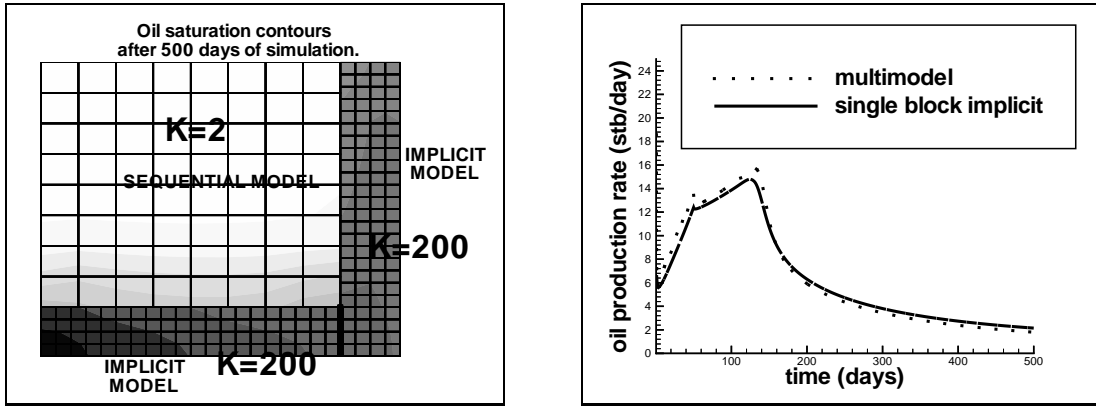 Oil saturation contours
after 500 days of simulation.
K=2
SEQUENTIAL MODEL
IMPLICIT
MODEL
K=200
K=200
IMPLICIT
MODEL
multimodel
single block implicit
oil production rate (stb/day)
24
22
20
18
16
14
12
10
8
6
4
2
0
100
200
300
400
500
time (days)